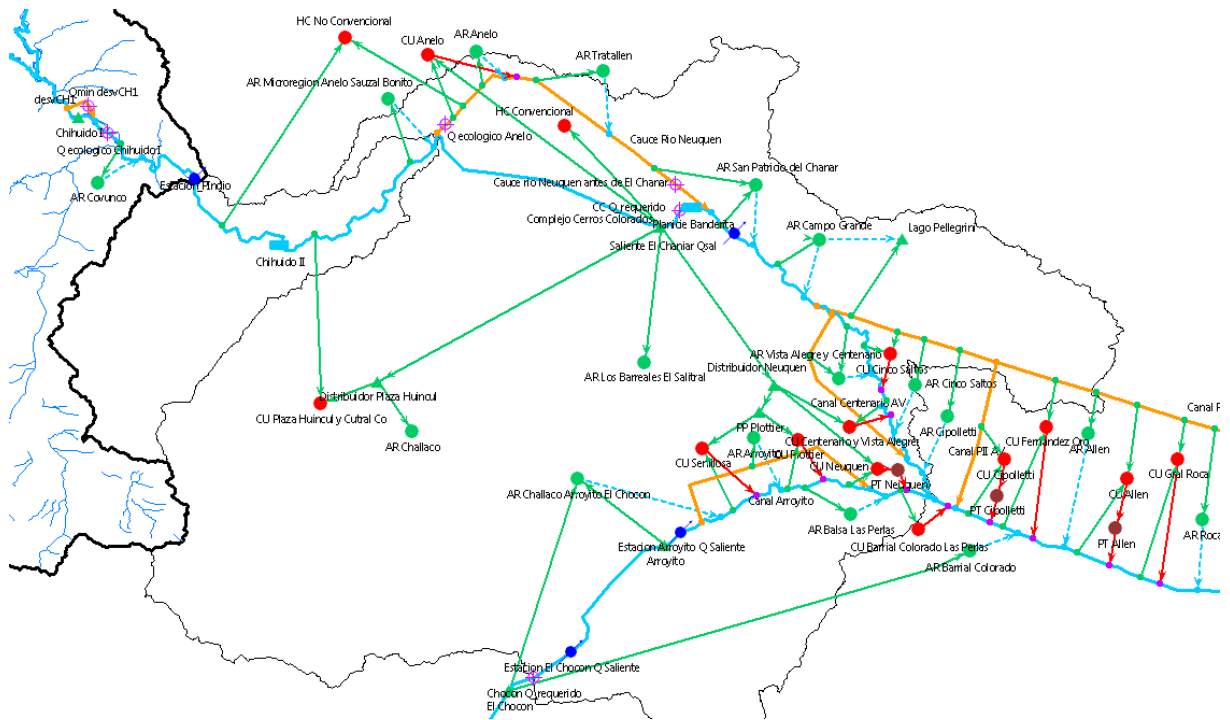 HC No Convencional
CU Anelo
AR Anelo
AR Tratallen
AR Microregion Anelo Sauzal Bonito
Qmin desvCH1
desvCH1
HC Convencional
Chihuido I
Q ecologico Anelo
Cauce Rio Neuquen
Q ecologico Chihuido I
AR San Patricio del Chanar
Estacion_Pindio
Cauce rio Neuquen antes de El Chanar
AR Covunco
CC Q_requerido
Complejo Cerros Colorados
Planicie Banderita
AR Campo Grande
Lago Pellegrini
Saliente El Chaniar Qsal
Chihuido II
AR Vista Alegre y Centenario
Distribuidor Neuquen
CU Cinco Saltos
AR Los Barreales El Salitral
AR Cinco Saltos
Distribuidor Plaza Huincul
Canal Centenario AV
Canal P
CU Plaza Huincul y Cutral Co
PP Plottier
AR Cipolletti
CU Fernandez Oro
AR Challaco
CU Centenario y Vista Alegre
AR Arroyito
CU Plottier
Canal PII AV
AR Allen
CU Senillosa
CU Neuquen
CU Cipolletti
CU Gral Roca
PT Neuquen
CU Allen
AR Challaco Arroyito El Chocon
Canal Arroyito
PT Cipolletti
AR Balsa Las Perlas
AR Roca
Estacion Arroyito Q Saliente
Arroyito
CU Barrial Colorado Las Perlas
PT Allen
AR Barrial Colorado
Estacion El Chocon Q Saliente
Chocon Q_requerido
El Chocon